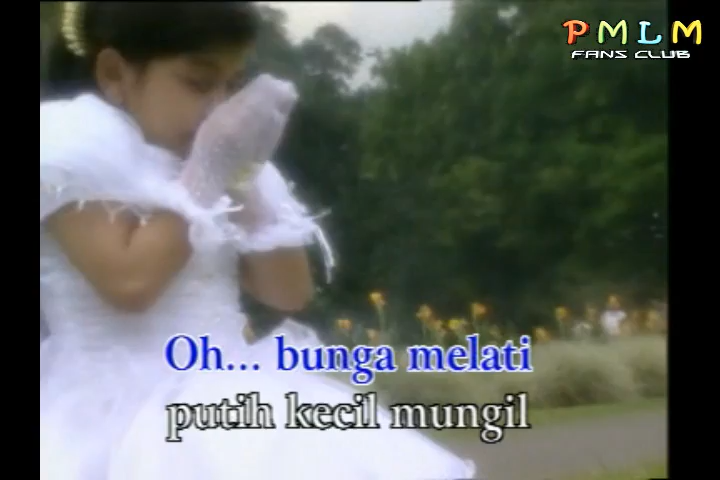 PMLM
FANS CLUB
Oh... bunga melati
putih kecil mungil